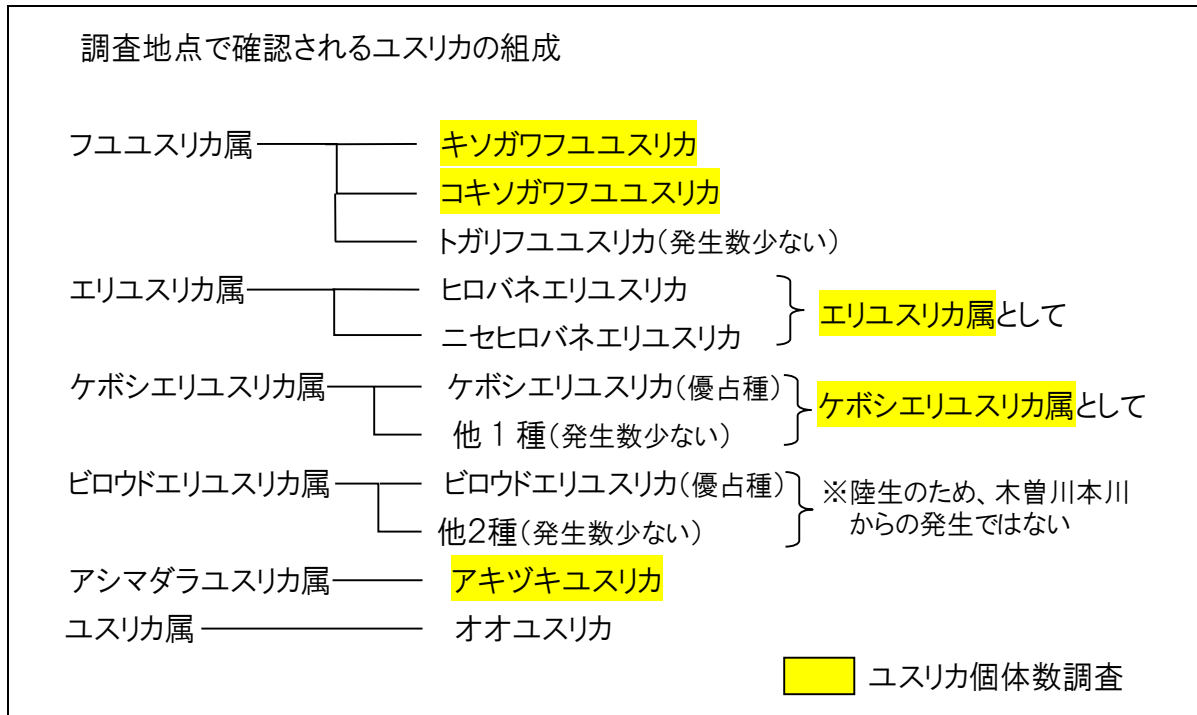 調査地点で確認されるユスリカの組成
フユユスリカ属
キソガワフユユスリカ
コキソガワフユユスリカ
トガリフユユスリカ(発生数少ない)
エリユスリカ属
ヒロバネエリユスリカ
ニセヒロバネエリユスリカ
エリユスリカ属として
ケボシエリユスリカ属
ケボシエリユスリカ(優占種)
他1種(発生数少ない)
ケボシエリユスリカ属として
ビロウドエリユスリカ属
ビロウドエリユスリカ(優占種)
他2種(発生数少ない)
※陸生のため、木曽川本川
からの発生ではない
アシマダラユスリカ属
アキヅキユスリカ
ユスリカ属
オオユスリカ
ユスリカ個体数調査